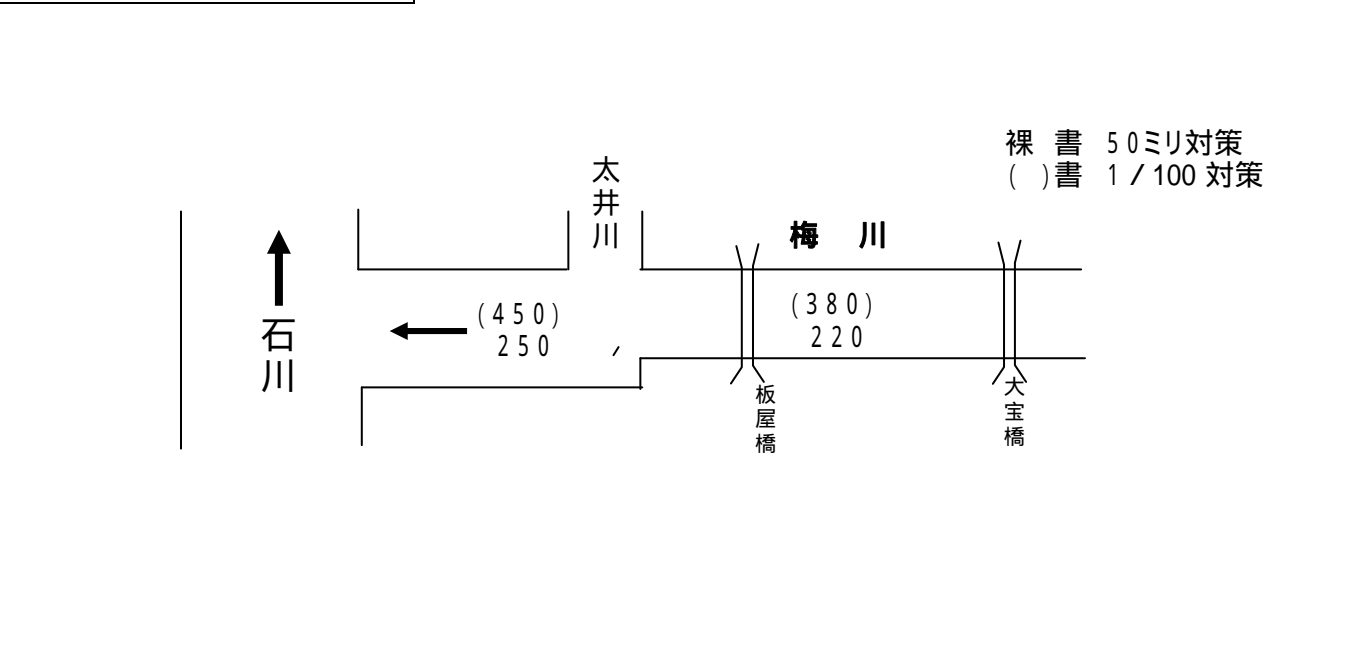 裸 書 50ミリ対策
( )書 1/100 対策
太井川
梅 川
石川
(450)
250
(380)
220
板屋橋
大宝橋